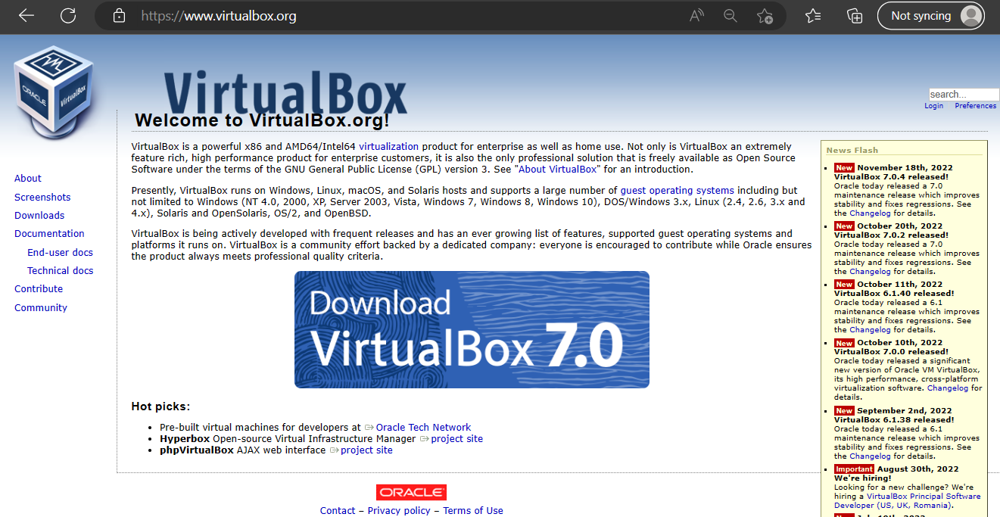 https://www.virtualbox.org
Not syncing
ORACLE
VirtualBox
VirtualBox
search...
Login Preferences
About
Screenshots
Downloads
Documentation
End-user docs
Technical docs
Contribute
Community
Welcome to VirtualBox.org!
VirtualBox is a powerful x86 and AMD64/Intel64 virtualization product for enterprise as well as home use. Not only is VirtualBox an extremely
feature rich, high performance product for enterprise customers, it is also the only professional solution that is freely available as Open Source
Software under the terms of the GNU General Public License (GPL) version 3. See "About VirtualBox" for an introduction.
Presently, VirtualBox runs on Windows, Linux, macOS, and Solaris hosts and supports a large number of guest operating systems including but
not limited to Windows (NT 4.0, 2000, XP, Server 2003, Vista, Windows 7, Windows 8, Windows 10), DOS/Windows 3.x, Linux (2.4, 2.6, 3.x and
4.x), Solaris and OpenSolaris, OS/2, and OpenBSD.
VirtualBox is being actively developed with frequent releases and has an ever growing list of features, supported guest operating systems and
platforms it runs on. VirtualBox is a community effort backed by a dedicated company: everyone is encouraged to contribute while Oracle ensures
the product always meets professional quality criteria.
Download
VirtualBox 7.0
Hot picks:
Pre-built virtual machines for developers at Oracle Tech Network
Hyperbox Open-source Virtual Infrastructure Manager project site
phpVirtualBox AJAX web interface project site
News Flash
New November 18th, 2022
VirtualBox 7.0.4 released!
Oracle today released a 7.0
maintenance release which improves
stability and fixes regressions. See
the Changelog for details.
New October 20th, 2022
VirtualBox 7.0.2 released!
Oracle today released a 7.0
maintenance release which improves
stability and fixes regressions. See
the Changelog for details.
New October 11th, 2022
VirtualBox 6.1.40 released!
Oracle today released a 6.1
maintenance release which improves
stability and fixes regressions. See
the Changelog for details.
New October 10th, 2022
VirtualBox 7.0.0 released!
Oracle today released a significant
new version of Oracle VM VirtualBox,
its high performance, cross-platform
virtualization software. Changelog for
details.
New September 2nd, 2022
VirtualBox 6.1.38 released!
Oracle today released a 6.1
maintenance release which improves
stability and fixes regressions. See
the Changelog for details.
Important August 30th, 2022
We're hiring!
Looking for a new challenge? We're
hiring a VirtualBox Principal Software
Developer (US, UK, Romania).
ORACLE
Contact – Privacy policy – Terms of Use